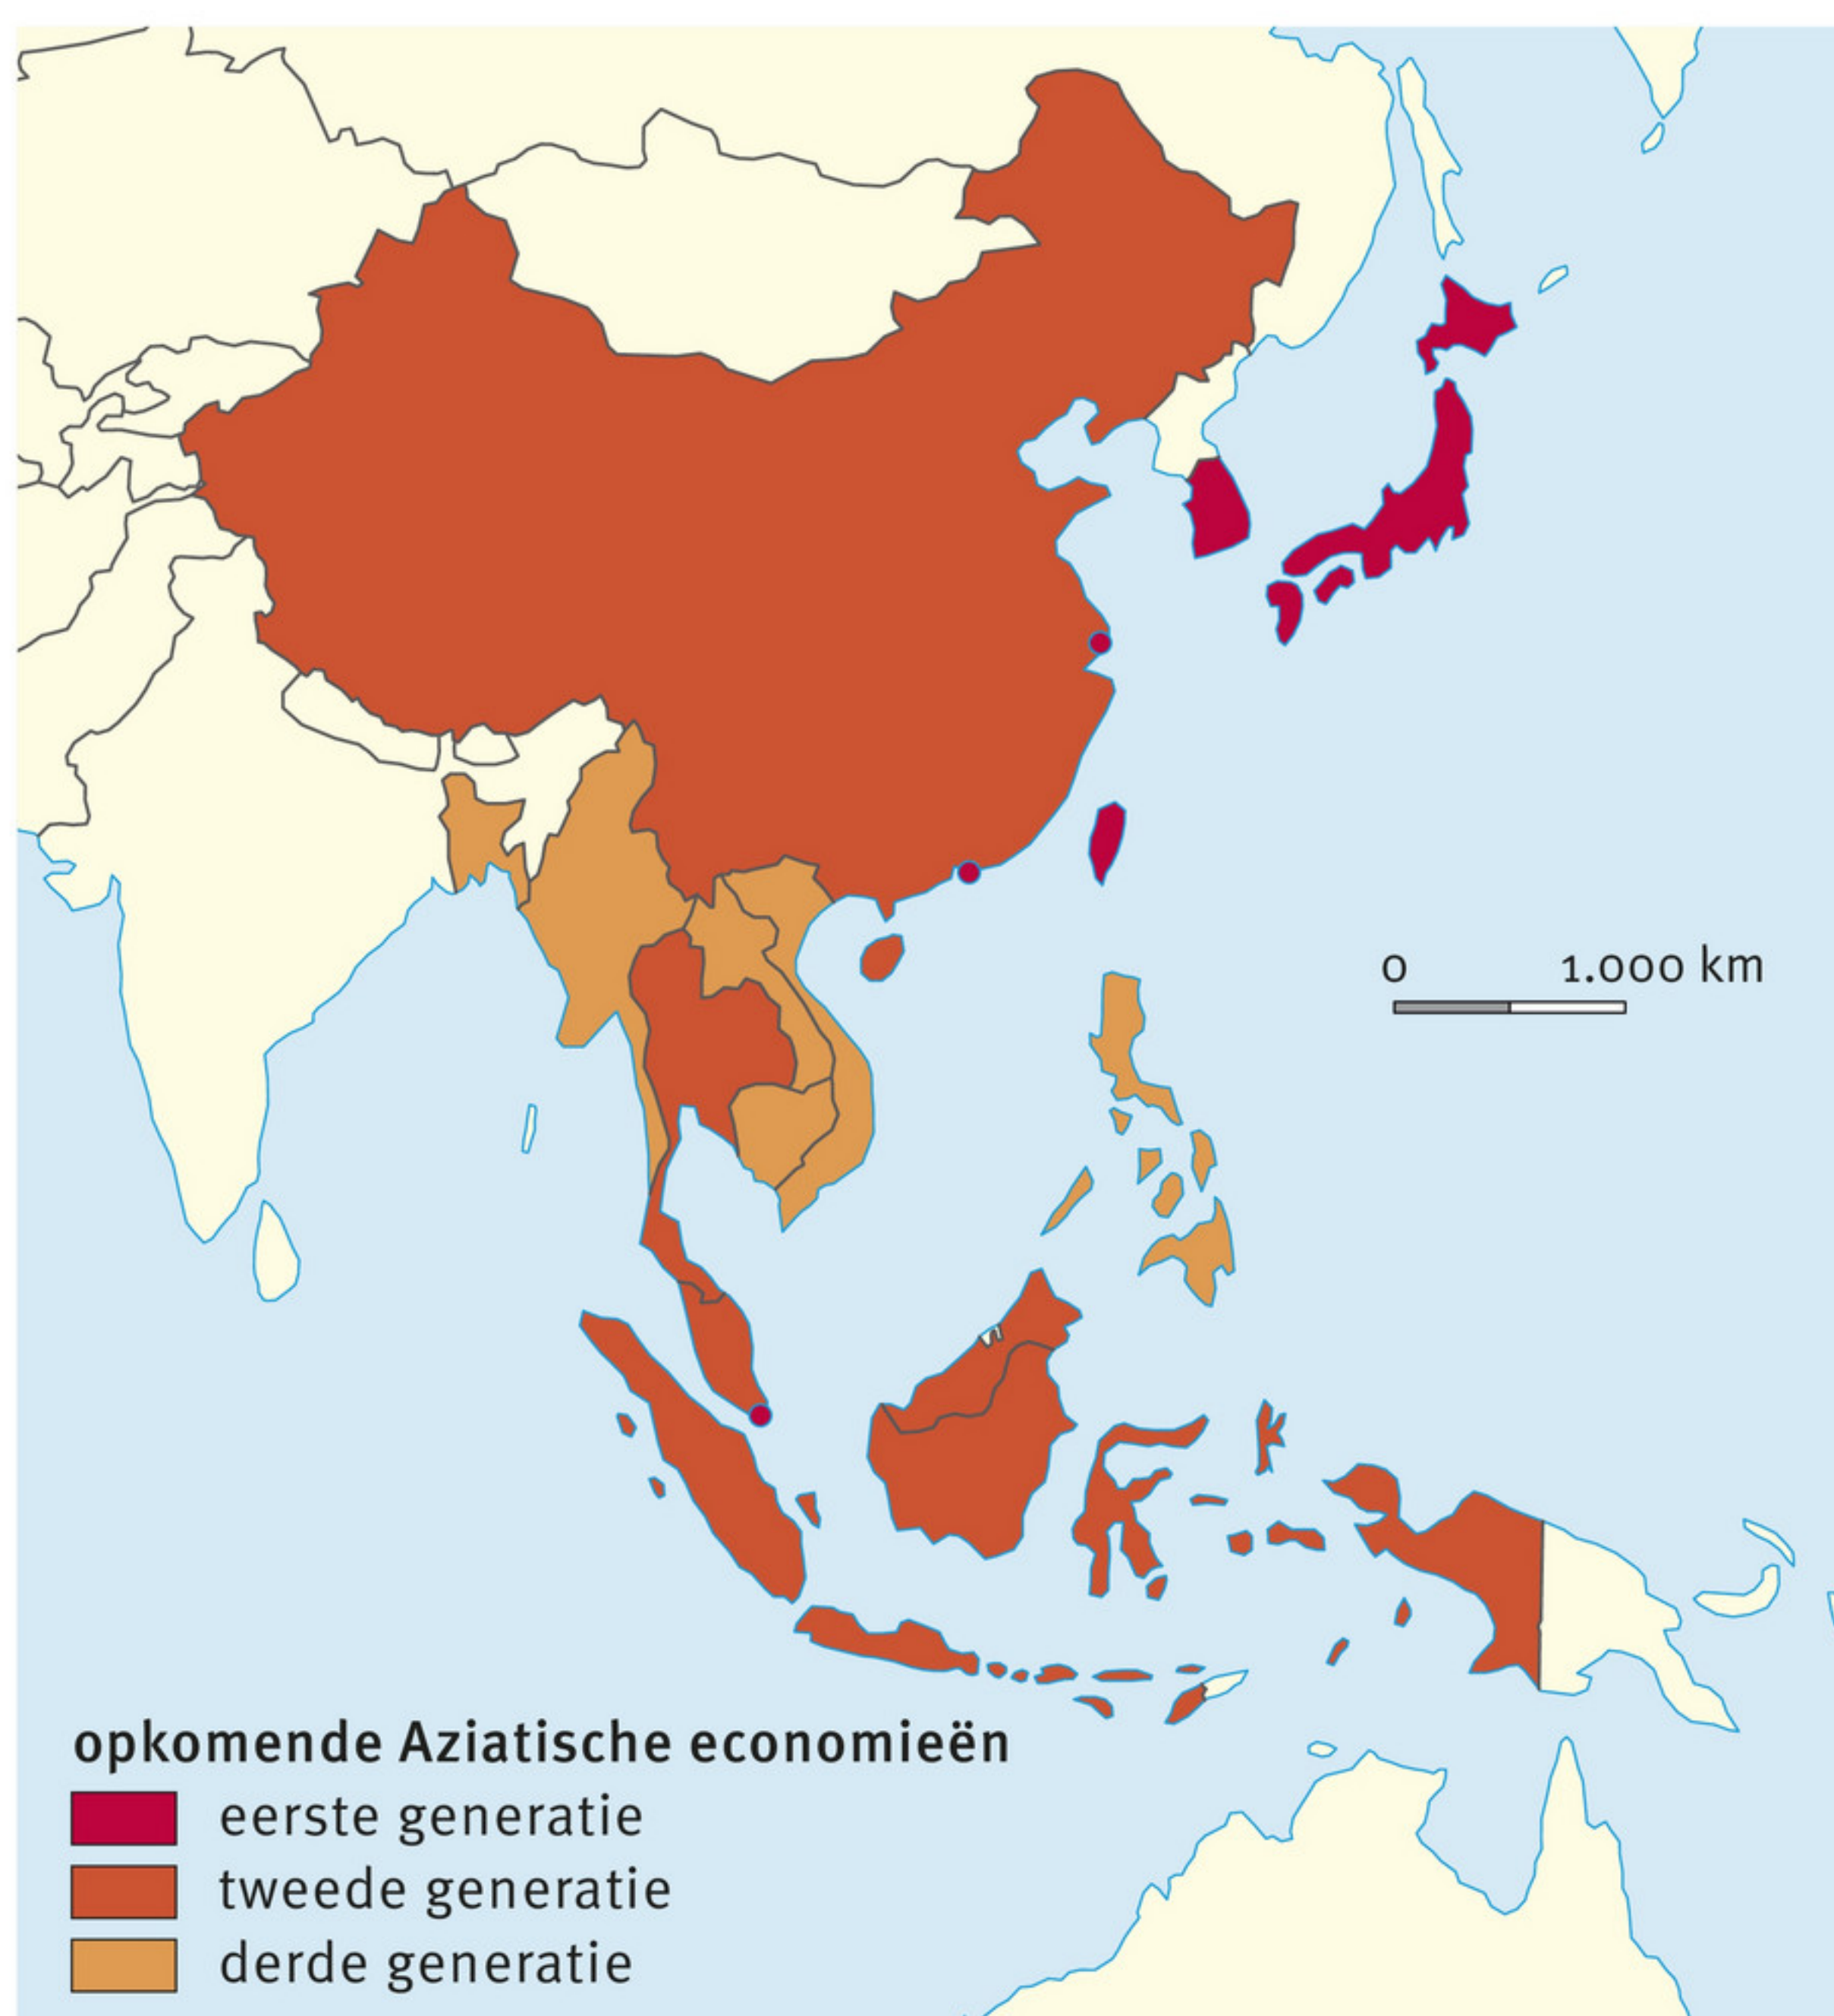 0 1.000 km
opkomende Aziatische economieën
eerste generatie
tweede generatie
derde generatie